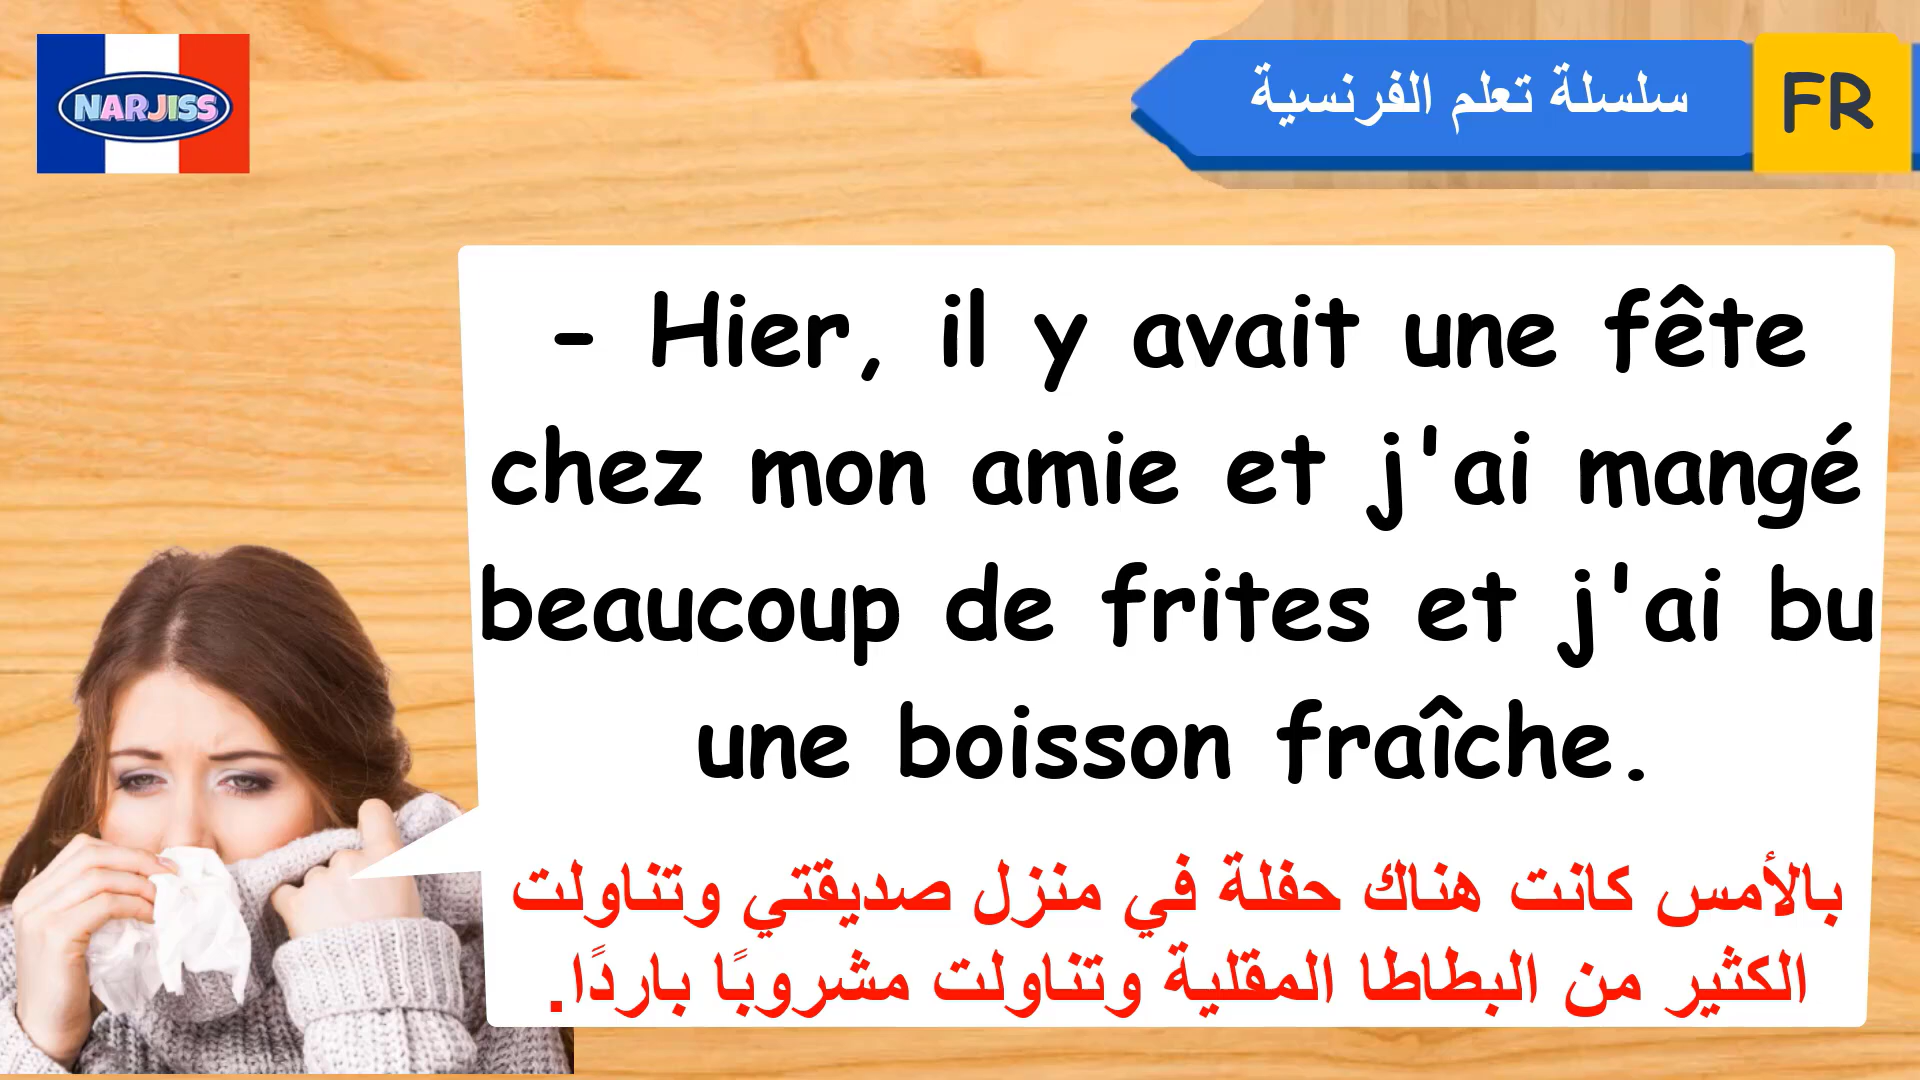 NARJISS
سلسلة تعلم الفرنسية
FR
- Hier, il y avait une fête
chez mon amie et j'ai mangé
beaucoup de frites et j'ai bu
une boisson fraîche.
بالأمس كانت هناك حفلة في منزل صديقتي وتناولت
الكثير من البطاطا المقلية وتناولت مشروبًا باردًا.